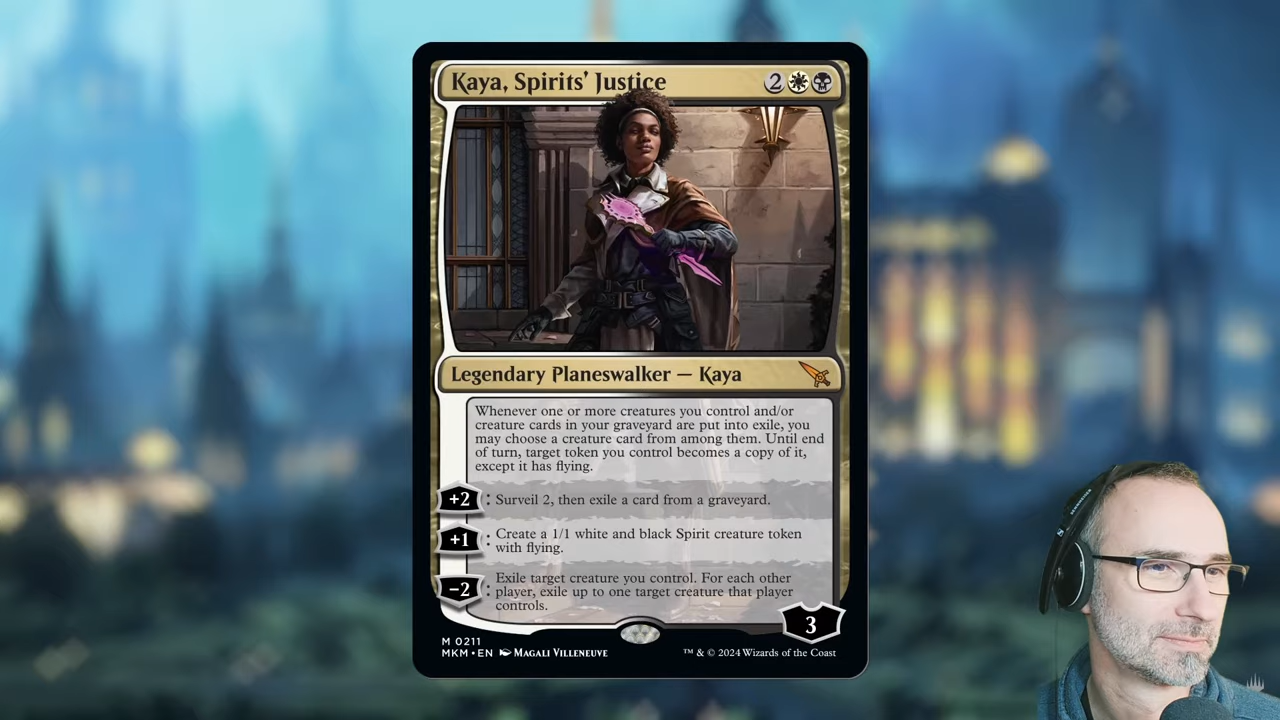 Kaya, Spirits' Justice 2
Legendary Planeswalker — Kaya
Whenever one or more creatures you control and/or
creature cards in your graveyard are put into exile, you
may choose a creature card from among them. Until end
of turn, target token you control becomes a copy of it,
except it has flying.
+2 : Surveil 2, then exile a card from a graveyard.
+1 : Create a 1/1 white and black Spirit creature token
with flying.
−2 : Exile target creature you control. For each other
player, exile up to one target creature that player
controls.
3
M 0211
MKM • EN Magali Villeneuve ™ & © 2024 Wizards of the Coast